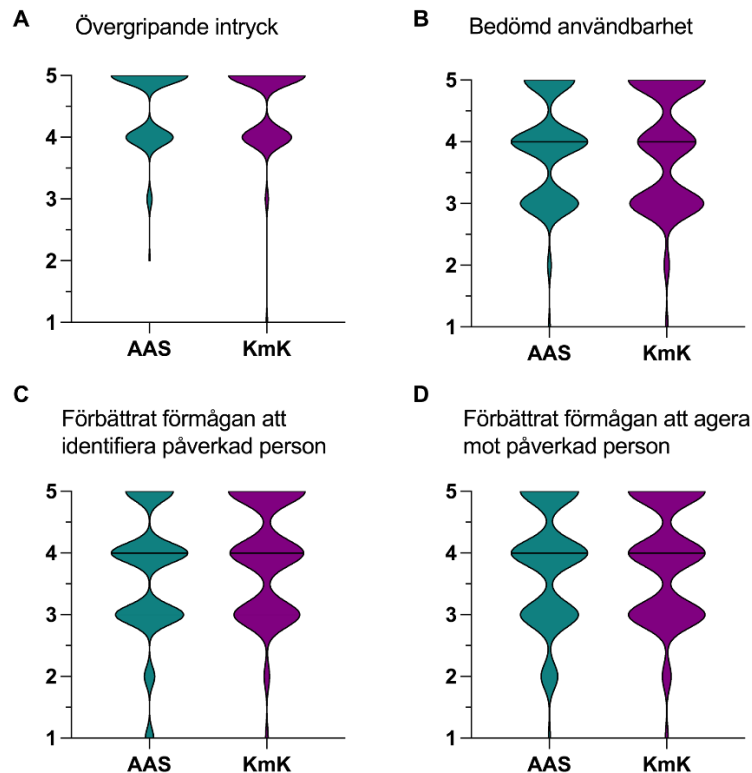 A Övergripande intryck
5
4
3
2
1
AAS KmK
B Bedömd användbarhet
5
4
3
2
1
AAS KmK
C Förbättrat förmågan att
identifiera påverkad person
5
4
3
2
1
AAS KmK
D Förbättrat förmågan att agera
mot påverkad person
5
4
3
2
1
AAS KmK